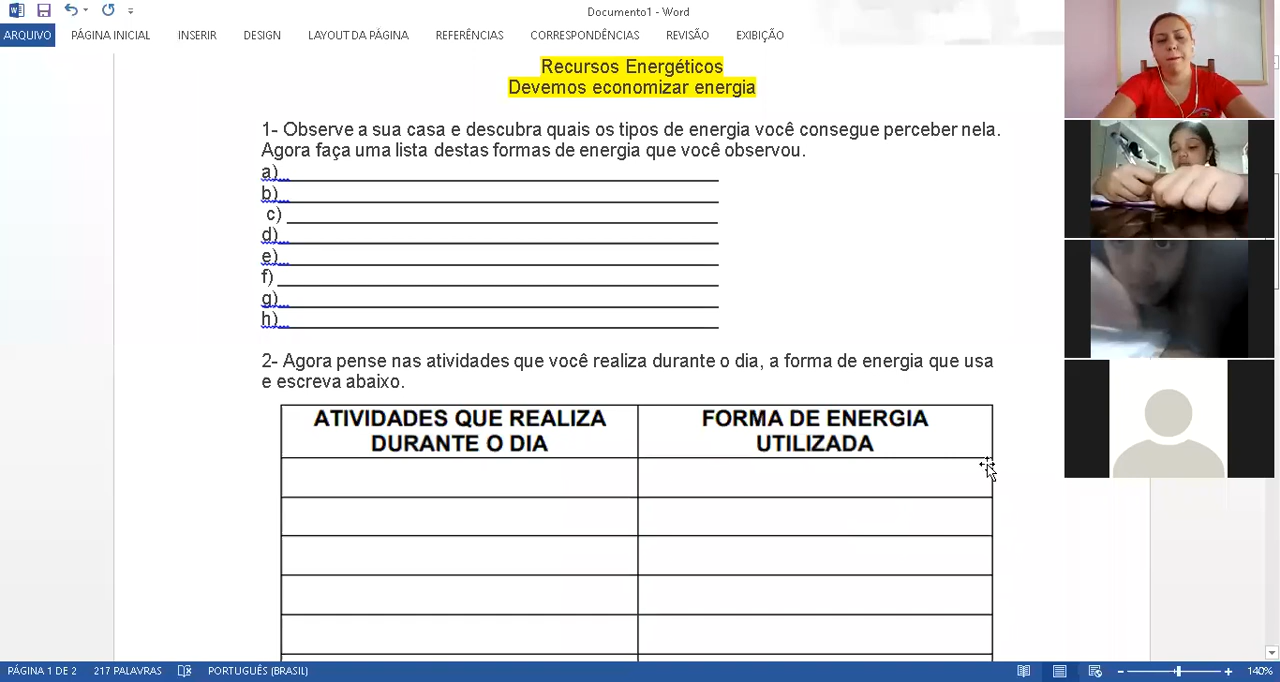 Documento1 - Word
ARQUIVO PÁGINA INICIAL INSERIR DESIGN LAYOUT DA PÁGINA REFERÊNCIAS CORRESPONDÊNCIAS REVISÃO EXIBIÇÃO
Recursos Energéticos
Devemos economizar energia
1- Observe a sua casa e descubra quais os tipos de energia você consegue perceber nela.
Agora faça uma lista destas formas de energia que você observou.
a)
b)
c)
d)
e)
f)
g)
h)
2- Agora pense nas atividades que você realiza durante o dia, a forma de energia que usa
e escreva abaixo.
ATIVIDADES QUE REALIZA
DURANTE O DIA
FORMA DE ENERGIA
UTILIZADA
PÁGINA 1 DE 2 217 PALAVRAS PORTUGUÊS (BRASIL) 140%